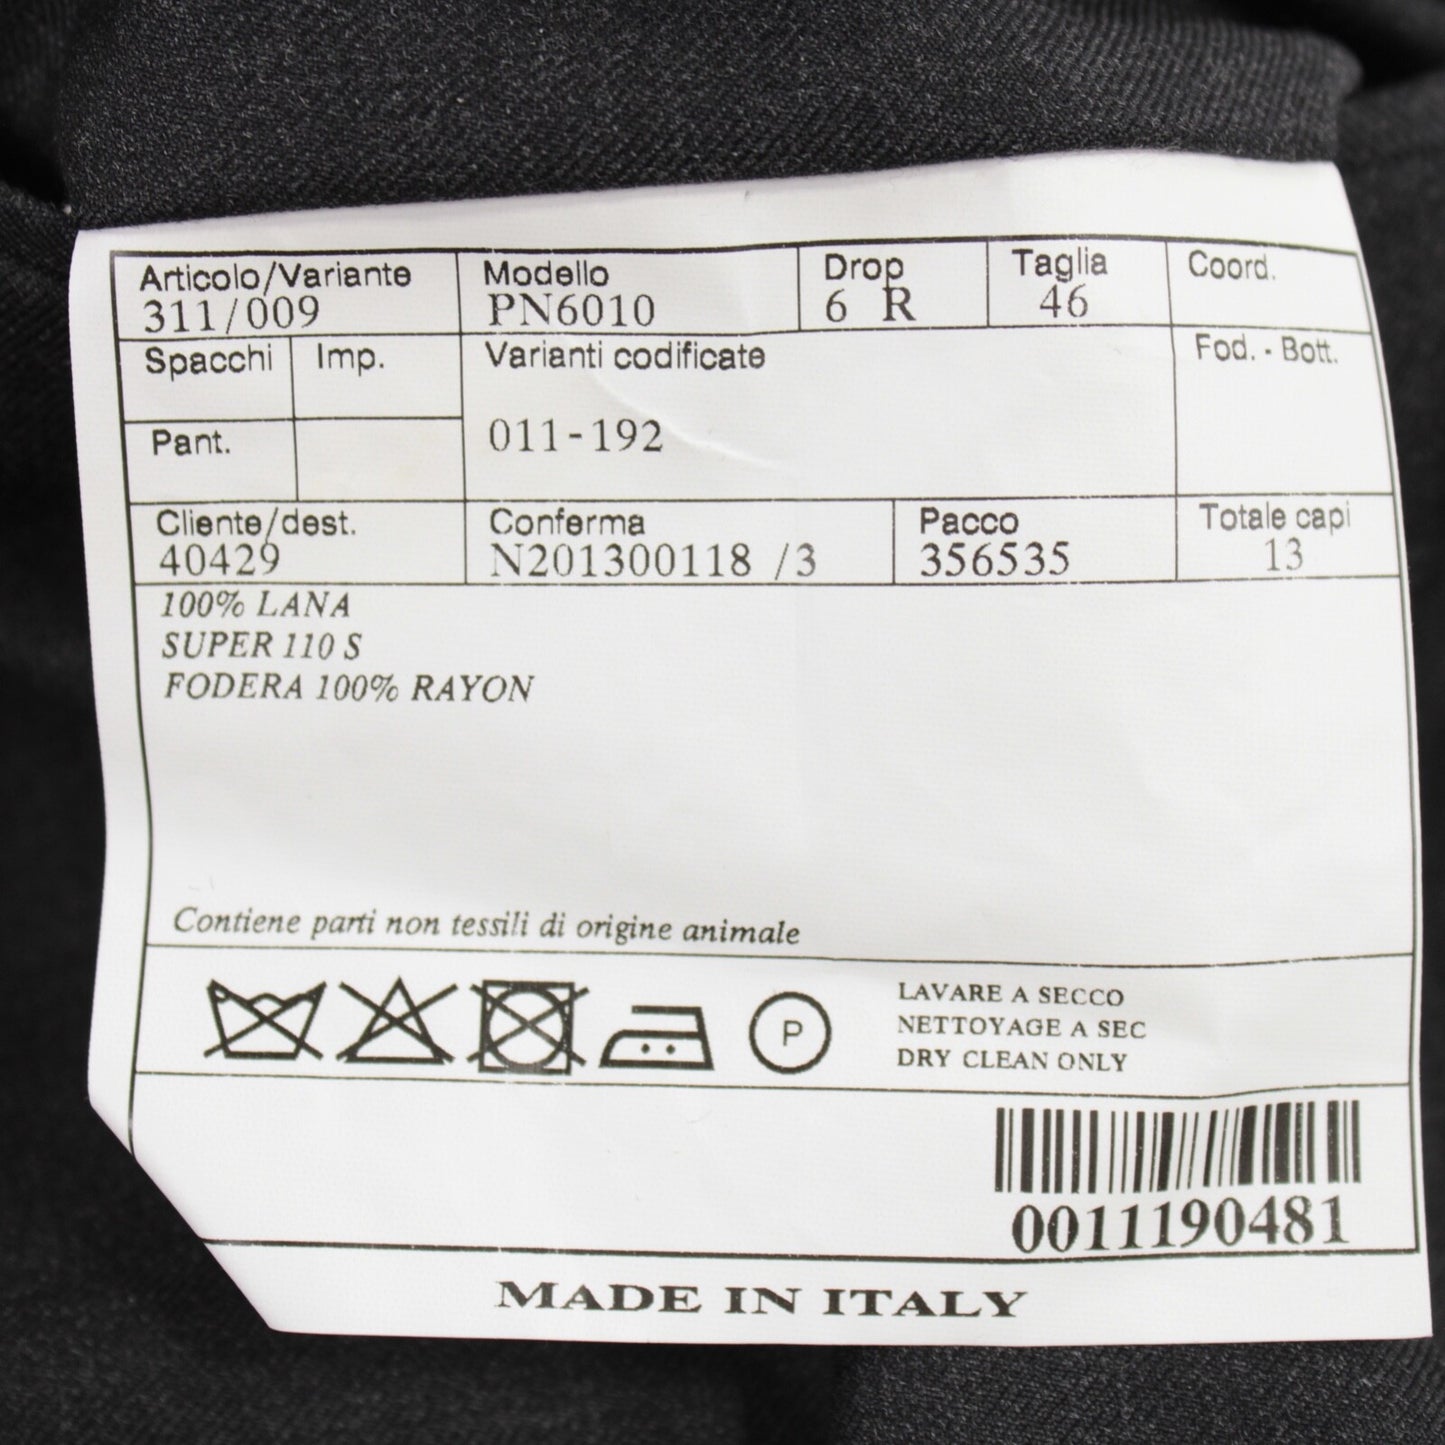 Articolo/Variante Modello Drop Taglia Coord.
311/009 PN6010 6 R 46
Spacchi Imp. Varianti codificate Fod. - Bott.
Pant. 011-192
Cliente/dest. Conferma Pacco Totale capi
40429 N201300118 /3 356535 13
100% LANA
SUPER 110 S
FODERA 100% RAYON
Contiene parti non tessili di origine animale
P
LAVARE A SECCO
NETTOYAGE A SEC
DRY CLEAN ONLY
0011190481
MADE IN ITALY